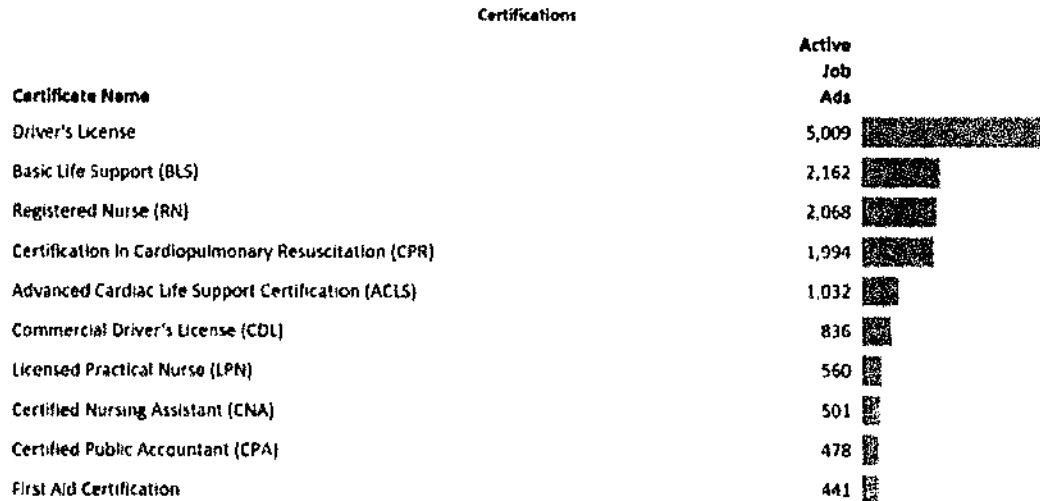 Certifications
Active
Job
Certificate Name Ads
Driver's License 5,009
Basic Life Support (BLS) 2,162
Registered Nurse (RN) 2,068
Certification In Cardiopulmonary Resuscitation (CPR) 1,994
Advanced Cardiac Life Support Certification (ACLS) 1,032
Commercial Driver's License (CDL) 836
Licensed Practical Nurse (LPN) 560
Certified Nursing Assistant (CNA) 501
Certified Public Accountant (CPA) 478
First Aid Certification 441